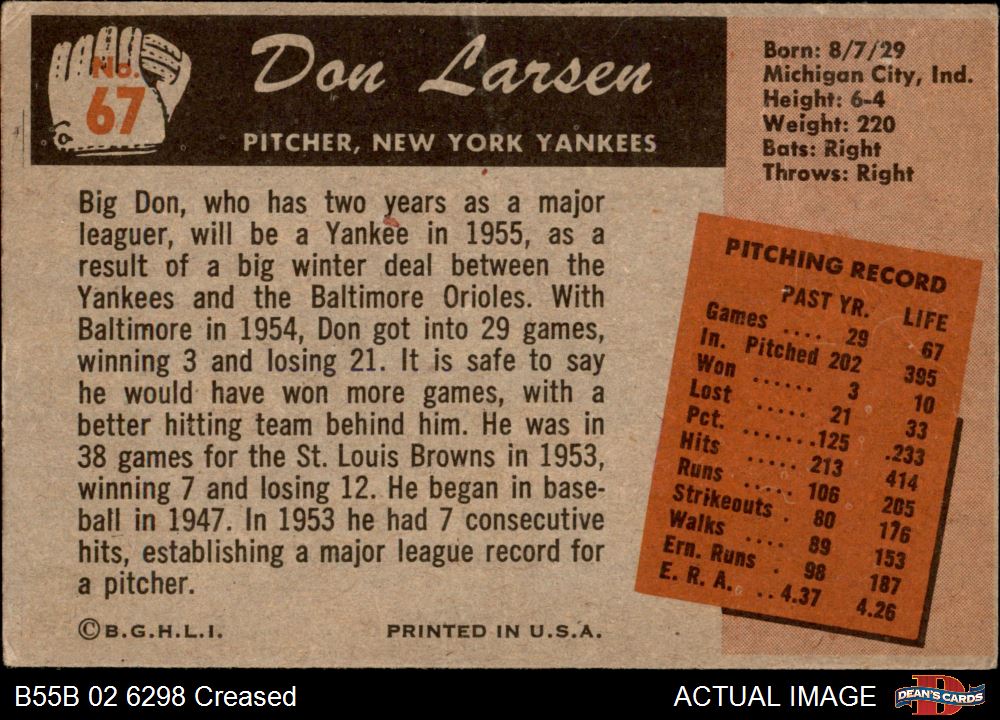 No.
67
Don Larsen
PITCHER, NEW YORK YANKEES
Born: 8/7/29
Michigan City, Ind.
Height: 6-4
Weight: 220
Bats: Right
Throws: Right
Big Don, who has two years as a major
leaguer, will be a Yankee in 1955, as a
result of a big winter deal between the
Yankees and the Baltimore Orioles. With
Baltimore in 1954, Don got into 29 games,
winning 3 and losing 21. It is safe to say
he would have won more games, with a
better hitting team behind him. He was in
38 games for the St. Louis Browns in 1953,
winning 7 and losing 12. He began in base-
ball in 1947. In 1953 he had 7 consecutive
hits, establishing a major league record for
a pitcher.
©B.G.H.L.I. PRINTED IN U.S.A.
PITCHING RECORD
PAST YR. LIFE
Games .... 29 67
In. Pitched 202 395
Won ...... 3 10
Lost ..... 21 33
Pct. .......125 .233
Hits ..... 213 414
Runs ..... 106 205
Strikeouts . 80 176
Walks .... 89 153
Ern. Runs . 98 187
E. R. A. . .. 4.37 4.26
B55B 02 6298 Creased
ACTUAL IMAGE
DEAN'S CARDS